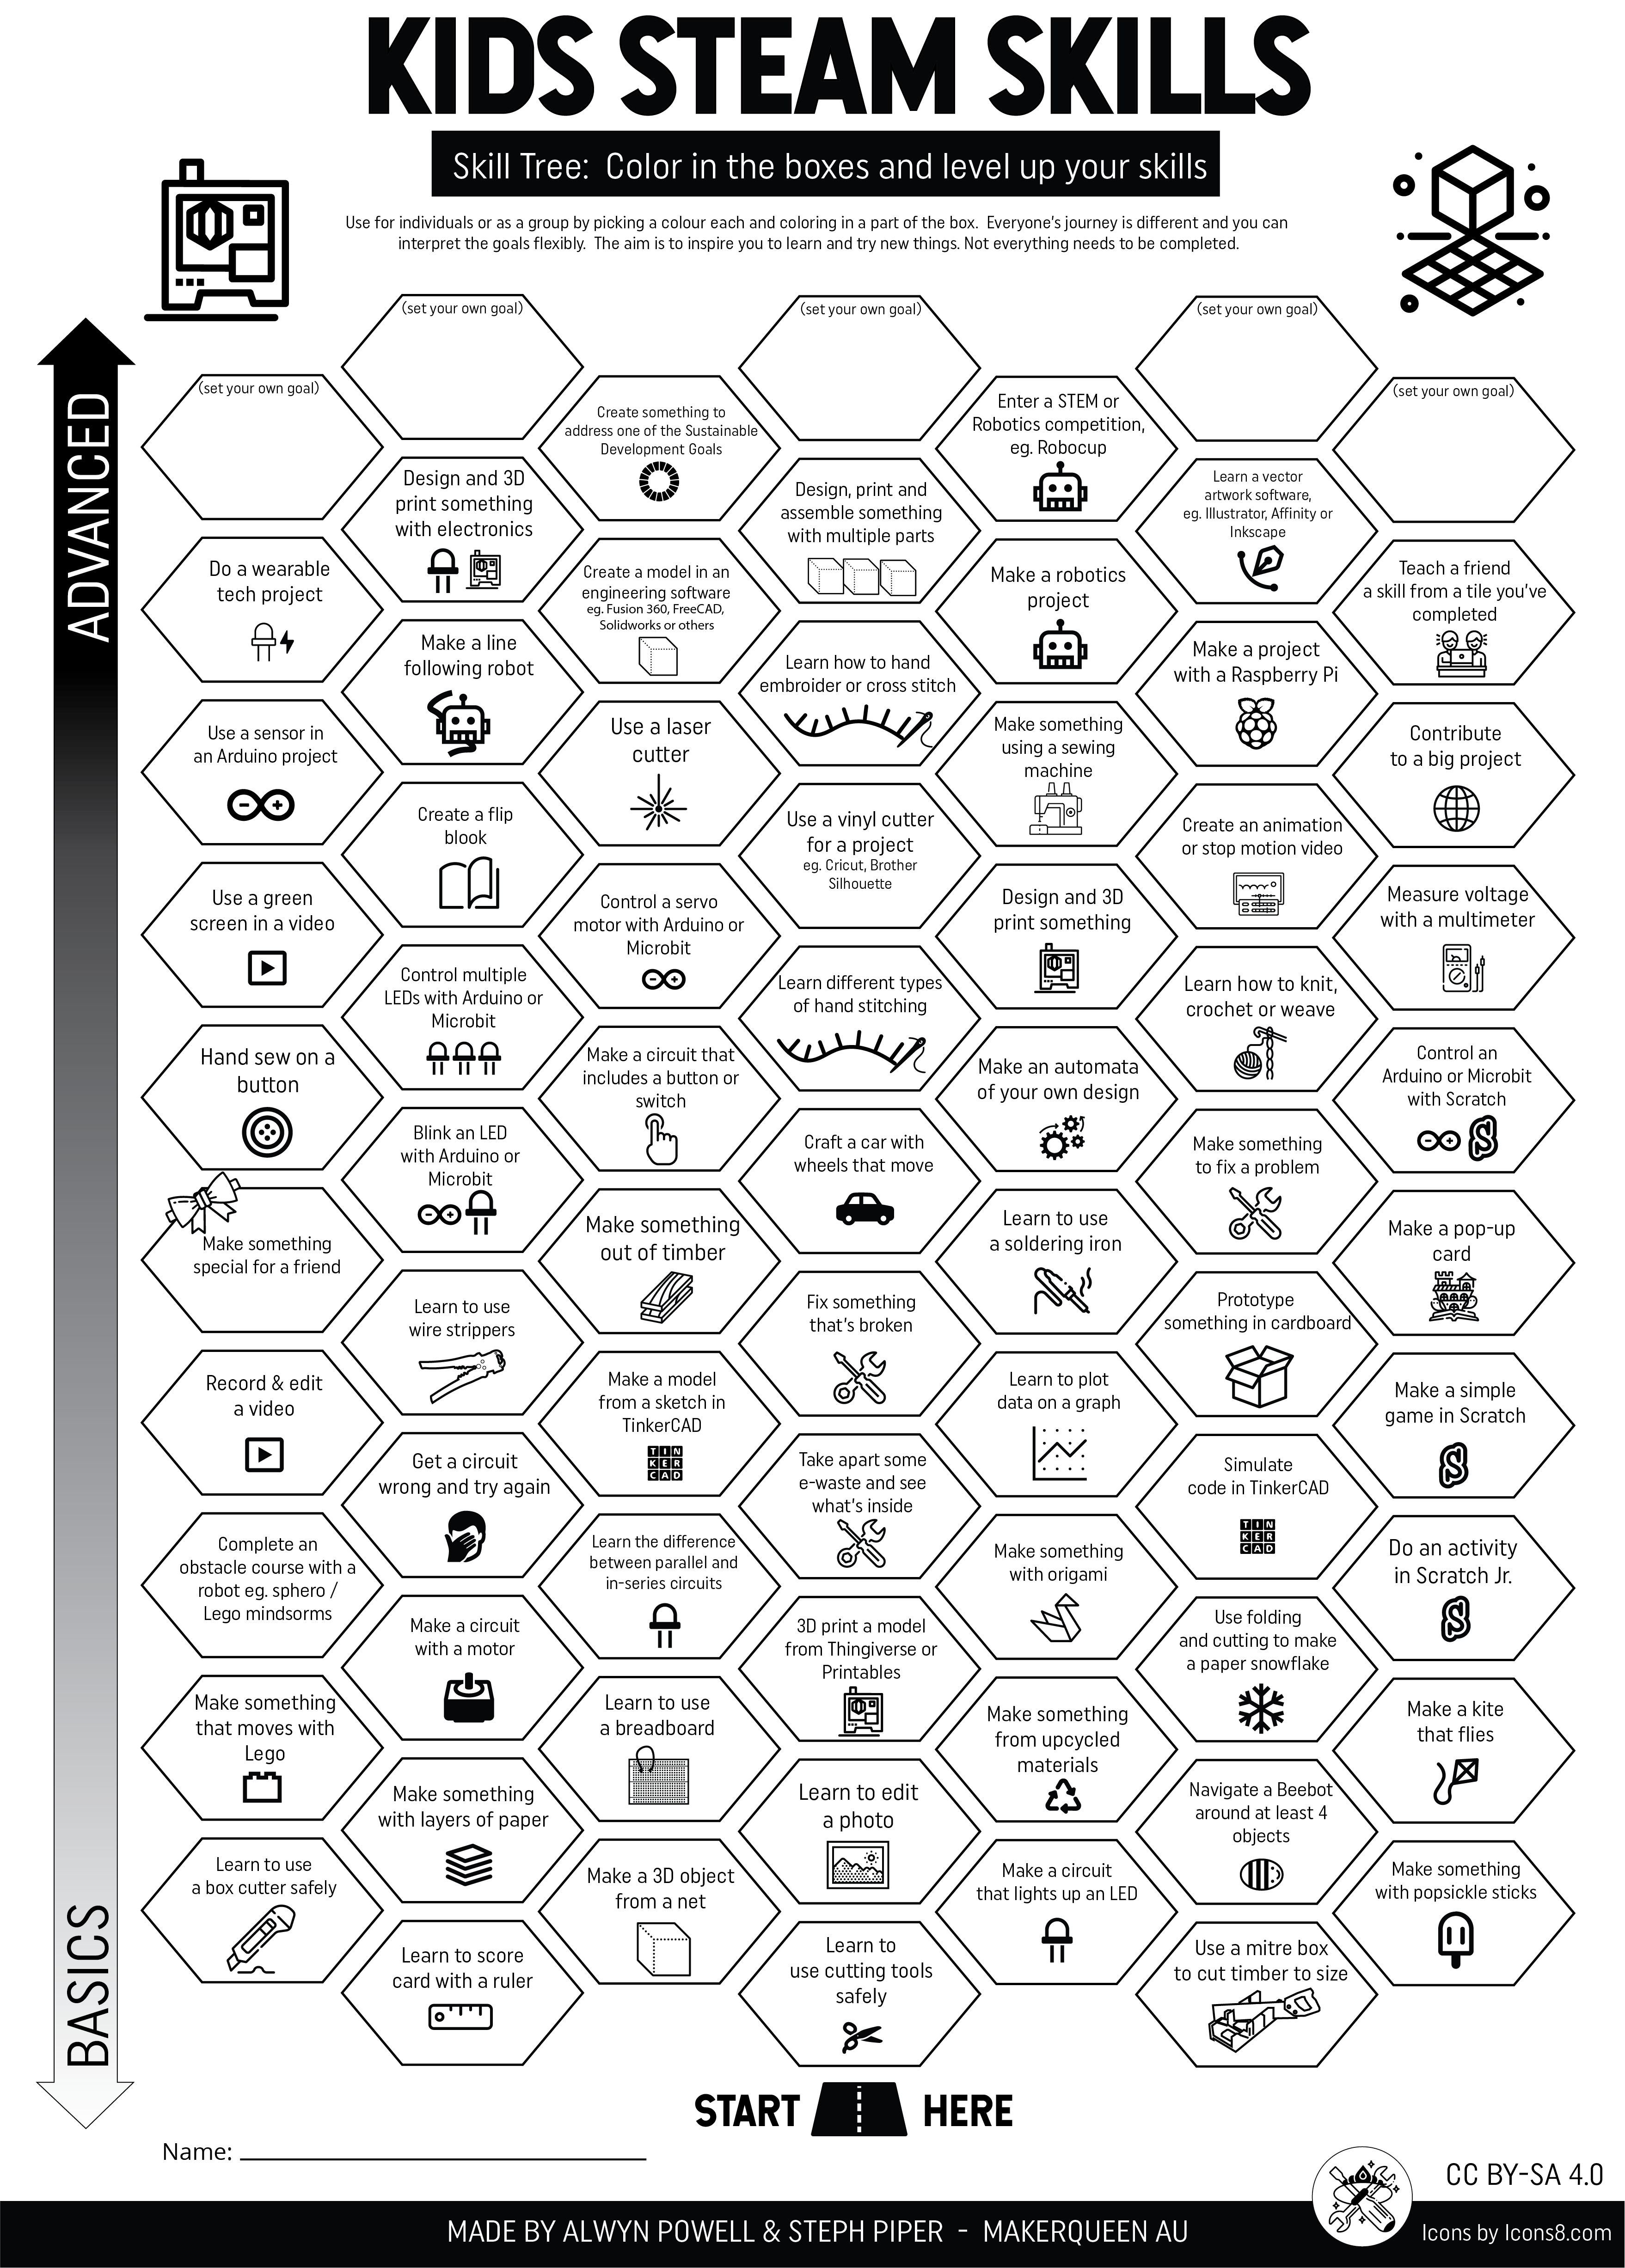 KIDS STEAM SKILLS
Skill Tree:  Color in the boxes and level up your skills
Use for individuals or as a group by picking a colour each and coloring in a part of the box.  Everyone's journey is different and you can
interpret the goals flexibly.  The aim is to inspire you to learn and try new things. Not everything needs to be completed.
ADVANCED
BASICS
(set your own goal)
Do a wearable
tech project
Use a sensor in
an Arduino project
Use a green
screen in a video
Hand sew on a
button
Make something
special for a friend
Record & edit
a video
Complete an
obstacle course with a
robot eg. sphero /
Lego mindsorms
Make something
that moves with
Lego
Learn to use
a box cutter safely
(set your own goal)
Design and 3D
print something
with electronics
Make a line
following robot
Create a flip
blook
Control multiple
LEDs with Arduino or
Microbit
Blink an LED
with Arduino or
Microbit
Learn to use
wire strippers
Get a circuit
wrong and try again
Make a circuit
with a motor
Make something
with layers of paper
Learn to score
card with a ruler
Create something to
address one of the Sustainable
Development Goals
Create a model in an
engineering software
eg. Fusion 360, FreeCAD,
Solidworks or others
Use a laser
cutter
Control a servo
motor with Arduino or
Microbit
Make a circuit that
includes a button or
switch
Make something
out of timber
Make a model
from a sketch in
TinkerCAD
TIN
KER
CAD
Learn the difference
between parallel and
in-series circuits
Learn to use
a breadboard
Make a 3D object
from a net
(set your own goal)
Design, print and
assemble something
with multiple parts
Learn how to hand
embroider or cross stitch
Use a vinyl cutter
for a project
eg. Cricut, Brother
Silhouette
Learn different types
of hand stitching
Craft a car with
wheels that move
Fix something
that's broken
Take apart some
e-waste and see
what's inside
3D print a model
from Thingiverse or
Printables
Learn to edit
a photo
Learn to
use cutting tools
safely
Enter a STEM or
Robotics competition,
eg. Robocup
Make a robotics
project
Make something
using a sewing
machine
Design and 3D
print something
Make an automata
of your own design
Learn to use
a soldering iron
Learn to plot
data on a graph
Make something
with origami
Make something
from upcycled
materials
Make a circuit
that lights up an LED
(set your own goal)
Learn a vector
artwork software,
eg. Illustrator, Affinity or
Inkscape
Make a project
with a Raspberry Pi
Create an animation
or stop motion video
Learn how to knit,
crochet or weave
Make something
to fix a problem
Prototype
something in cardboard
Simulate
code in TinkerCAD
TIN
KER
CAD
Use folding
and cutting to make
a paper snowflake
Navigate a Beebot
around at least 4
objects
Use a mitre box
to cut timber to size
(set your own goal)
Teach a friend
a skill from a tile you've
completed
Contribute
to a big project
Measure voltage
with a multimeter
Control an
Arduino or Microbit
with Scratch
Make a pop-up
card
Make a simple
game in Scratch
Do an activity
in Scratch Jr.
Make a kite
that flies
Make something
with popsickle sticks
START HERE
Name:
CC BY-SA 4.0
MADE BY ALWYN POWELL & STEPH PIPER  -  MAKERQUEEN AU
Icons by Icons8.com